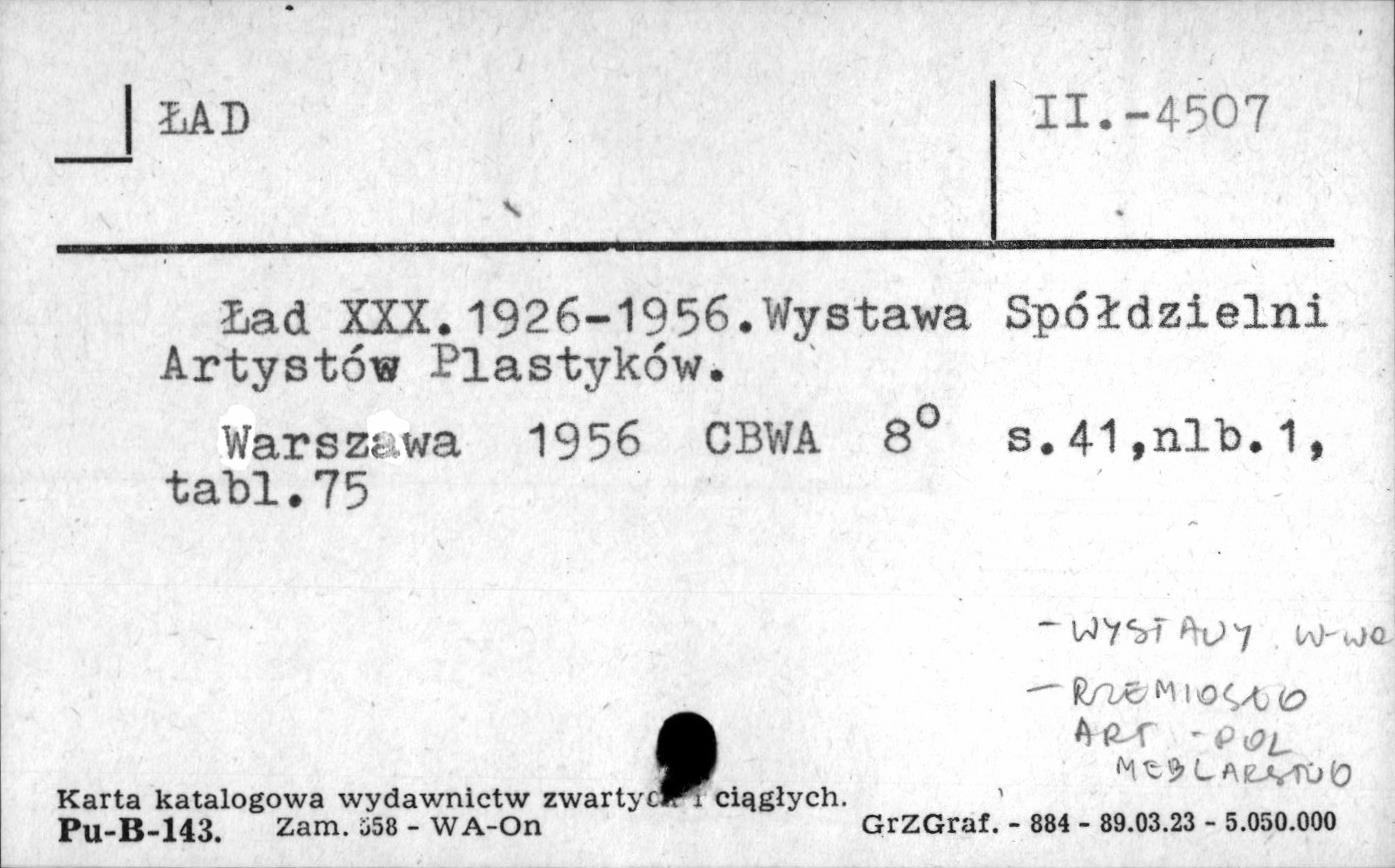 ŁAD
II.-4507
Ład XXX.1926-1956.Wystawa Spółdzielni
Artystów Plastyków.
Warszawa 1956 CBWA 8° s.41,nlb.1,
tabl.75
- WYSTAWY W-wa
- RZEMIOSŁO
ART - POL
MEBLARSTWO
Karta katalogowa wydawnictw zwartych i ciągłych.
Pu-B-143. Zam. 558 - WA-On
GrZGraf. - 884 - 89.03.23 - 5.050.000